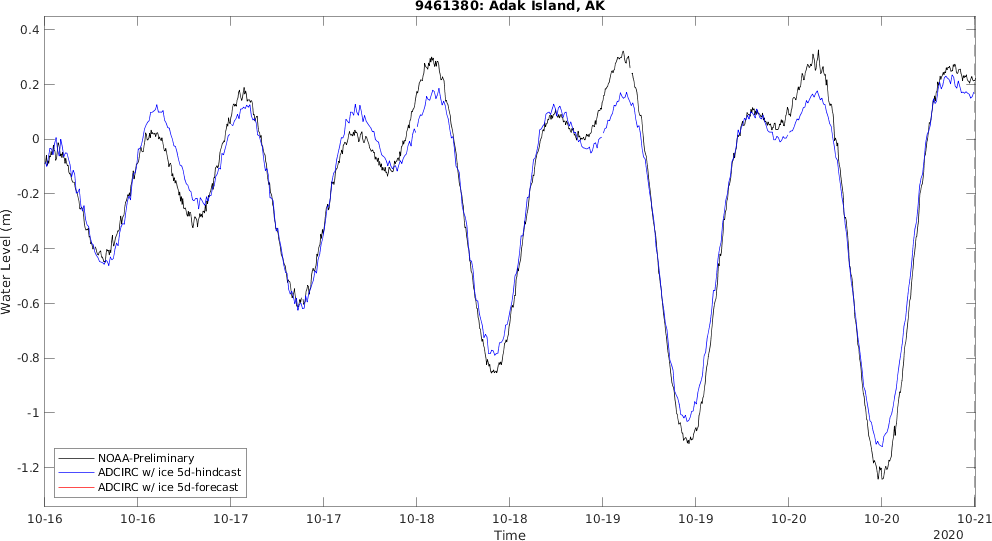 9461380: Adak Island, AK
Water Level (m)
0.4
0.2
0
-0.2
-0.4
-0.6
-0.8
-1
-1.2
NOAA-Preliminary
ADCIRC w/ ice 5d-hindcast
ADCIRC w/ ice 5d-forecast
10-16 10-16 10-17 10-17 10-18 10-18 10-19 10-19 10-20 10-20 10-21
Time
2020